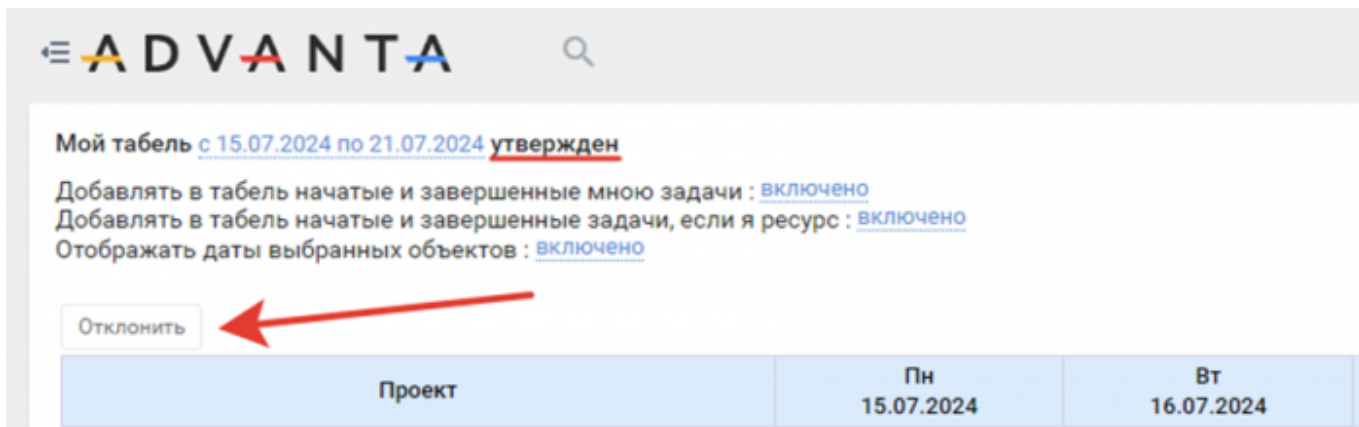 ADVANTA
Мой табель с 15.07.2024 по 21.07.2024 утвержден
Добавлять в табель начатые и завершенные мною задачи : включено
Добавлять в табель начатые и завершенные задачи, если я ресурс : включено
Отображать даты выбранных объектов : включено
Отклонить
Проект
Пн
15.07.2024
Вт
16.07.2024